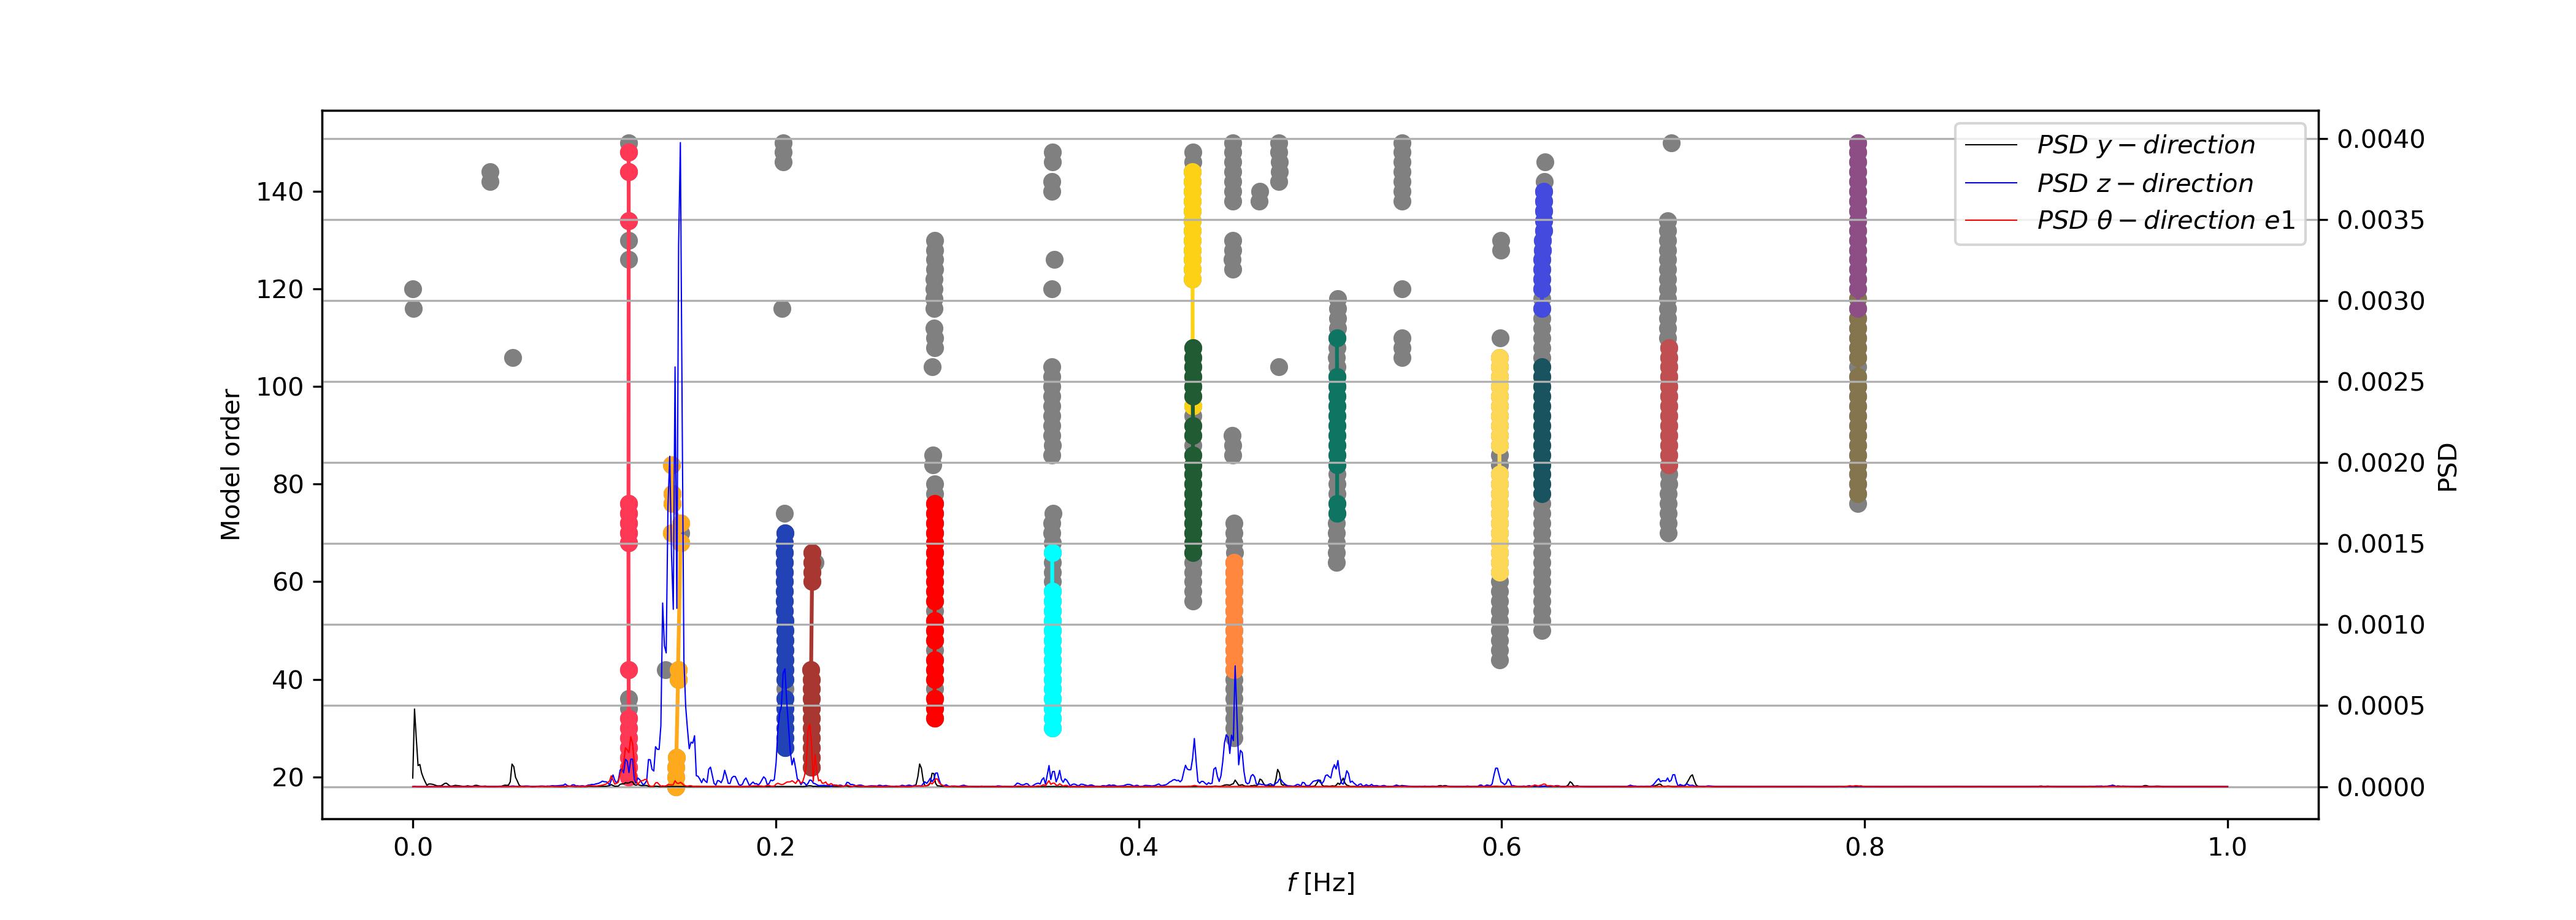 PSD y − direction
PSD z − direction
PSD θ − direction e1
140
120
100
80
60
40
20
Model order
0.0040
0.0035
0.0030
0.0025
0.0020
0.0015
0.0010
0.0005
0.0000
PSD
0.0 0.2 0.4 0.6 0.8 1.0
f [Hz]